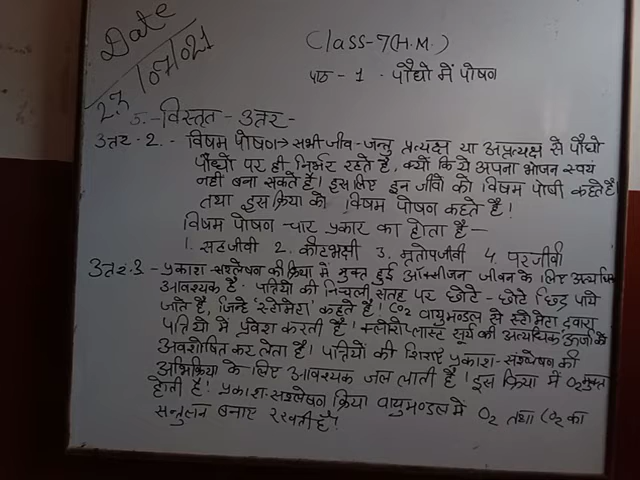 Date
23/07/021
Class-7(H.M.)
पाठ - 1 . पौधो में पोषण
5.-विस्तृत - उत्तर -
उत्तर.2. - विषम पोषण→ सभी जीव-जन्तु प्रत्यक्ष या अप्रत्यक्ष से पौधो
पौधों पर ही निर्भर रहते है, क्यों कि ये अपना भोजन स्वयं
नही बना सकते है। इस लिए इन जीवो को विषम पोषी कहते है।
तथा इस क्रिया को विषम पोषण कहते है।
विषम पोषण चार प्रकार का होता है—
1. सहजीवी 2. कीटभक्षी 3. मृतोपजीवी 4. परजीवी
उत्तर.3 - प्रकाश-संश्लेषण की क्रिया में मुक्त हुई ऑक्सीजन जीवन के लिए अत्यधिक
आवश्यक है. पत्तियों की निचली सतह पर छोटे-छोटे छिद्र पाये
जाते है, जिन्हे 'स्टोमेटा' कहते है। CO₂ वायुमण्डल से स्टोमेटा द्वारा
पत्तियो में प्रवेश करती है। क्लोरोप्लास्ट सूर्य की अत्यधिक ऊर्जा को
अवशोषित कर लेता है। पत्तियों की शिराएं प्रकाश-संश्लेषण की
अभिक्रिया के लिए आवश्यक जल लाती है। इस क्रिया में O₂ मुक्त
होती है। प्रकाश-संश्लेषण क्रिया वायुमण्डल में O₂ तथा CO₂ का
सन्तुलन बनाए रखती है।